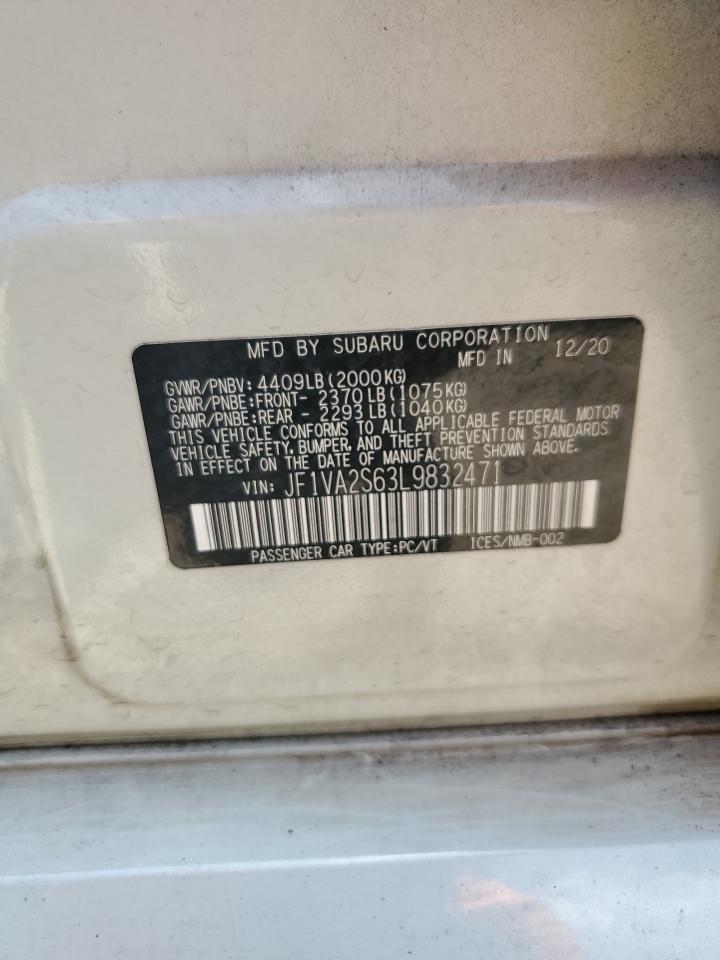 MFD BY SUBARU CORPORATION
MFD IN 12/20
GVWR/PNBV: 4409LB(2000KG)
GAWR/PNBE:FRONT- 2370LB(1075KG)
GAWR/PNBE:REAR - 2293LB(1040KG)
THIS VEHICLE CONFORMS TO ALL APPLICABLE FEDERAL MOTOR
VEHICLE SAFETY, BUMPER, AND THEFT PREVENTION STANDARDS
IN EFFECT ON THE DATE OF MANUFACTURE SHOWN ABOVE.
VIN: JF1VA2S63L9832471
PASSENGER CAR TYPE:PC/VT ICES/NMB-002